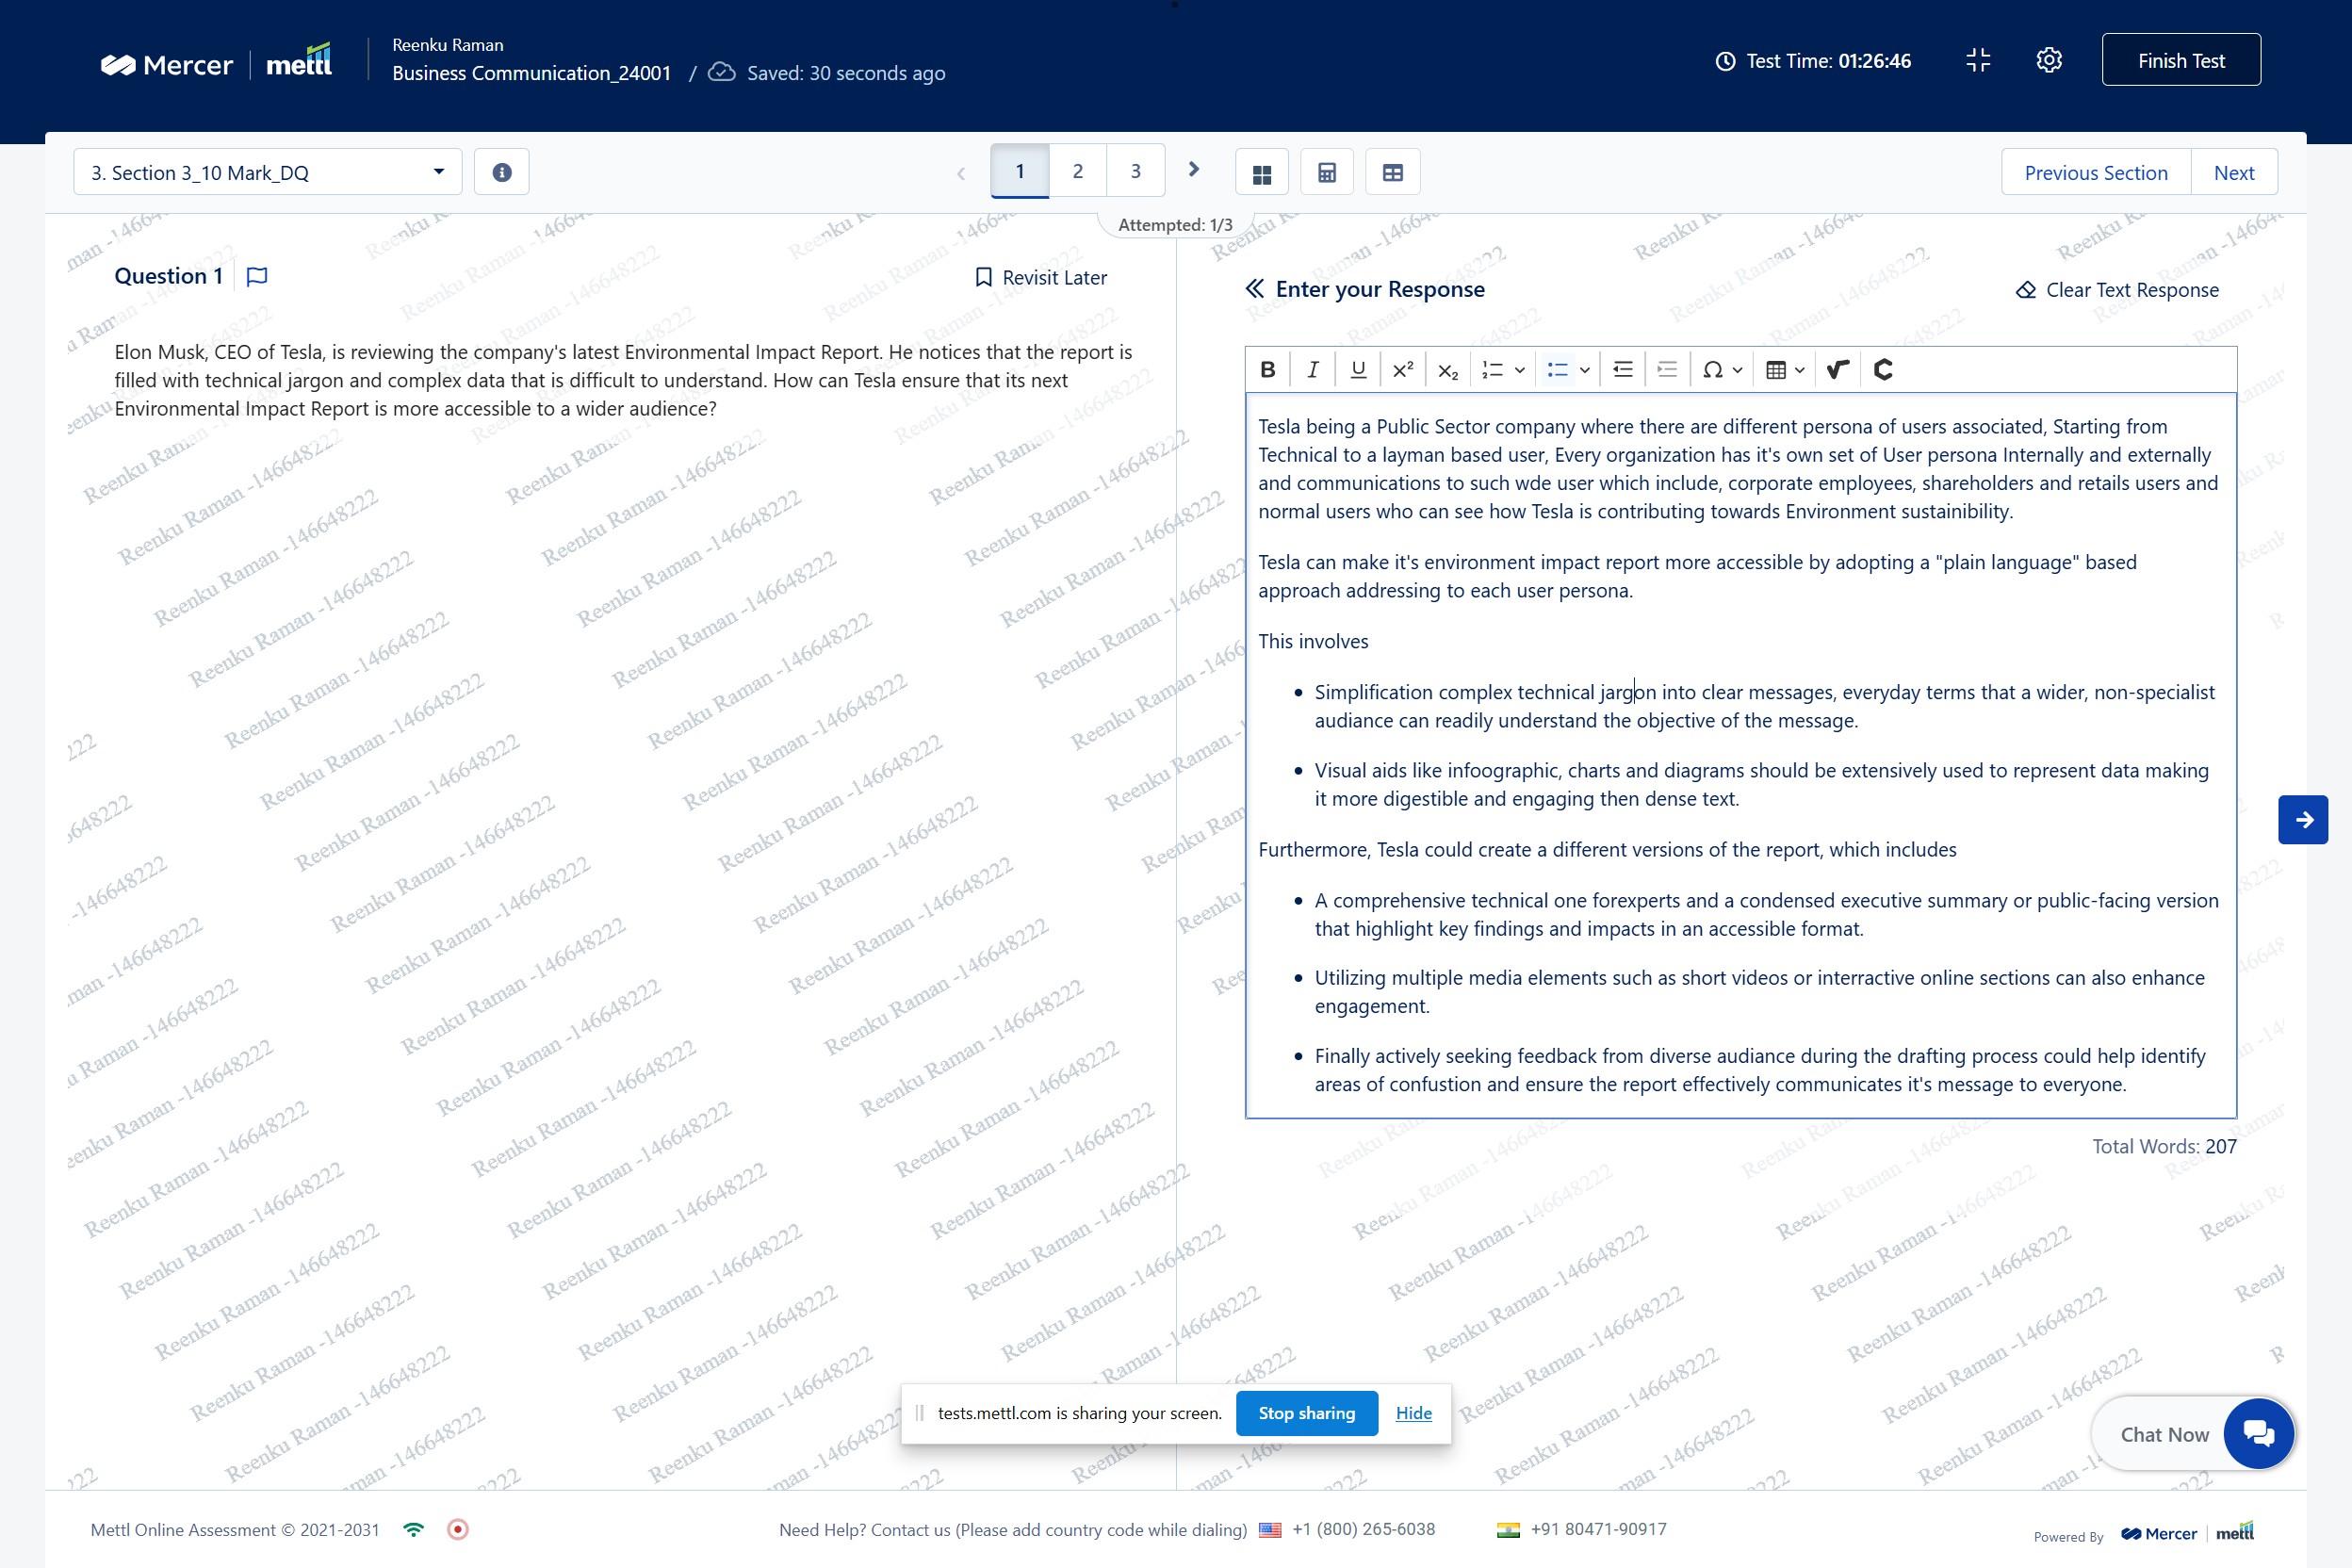 Mercer | mettl
Reenku Raman
Business Communication_24001 / Saved: 30 seconds ago
Test Time: 01:26:46
Finish Test
3. Section 3_10 Mark_DQ
1 2 3
Previous Section
Next
Attempted: 1/3
Question 1
Revisit Later
Elon Musk, CEO of Tesla, is reviewing the company's latest Environmental Impact Report. He notices that the report is
filled with technical jargon and complex data that is difficult to understand. How can Tesla ensure that its next
Environmental Impact Report is more accessible to a wider audience?
Enter your Response
Clear Text Response
B I U x² x₂ Ω
Tesla being a Public Sector company where there are different persona of users associated, Starting from
Technical to a layman based user, Every organization has it's own set of User persona Internally and externally
and communications to such wde user which include, corporate employees, shareholders and retails users and
normal users who can see how Tesla is contributing towards Environment sustainibility.
Tesla can make it's environment impact report more accessible by adopting a "plain language" based
approach addressing to each user persona.
This involves
• Simplification complex technical jargon into clear messages, everyday terms that a wider, non-specialist
audiance can readily understand the objective of the message.
• Visual aids like infoographic, charts and diagrams should be extensively used to represent data making
it more digestible and engaging then dense text.
Furthermore, Tesla could create a different versions of the report, which includes
• A comprehensive technical one forexperts and a condensed executive summary or public-facing version
that highlight key findings and impacts in an accessible format.
• Utilizing multiple media elements such as short videos or interractive online sections can also enhance
engagement.
• Finally actively seeking feedback from diverse audiance during the drafting process could help identify
areas of confustion and ensure the report effectively communicates it's message to everyone.
Total Words: 207
Reenku Raman -146648222
tests.mettl.com is sharing your screen.
Stop sharing
Hide
Chat Now
Mettl Online Assessment © 2021-2031
Need Help? Contact us (Please add country code while dialing)
+1 (800) 265-6038
+91 80471-90917
Powered By
Mercer | mettl